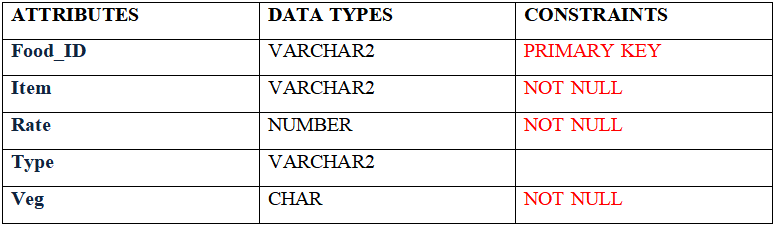 ATTRIBUTES DATA TYPES CONSTRAINTS
Food_ID VARCHAR2 PRIMARY KEY
Item VARCHAR2 NOT NULL
Rate NUMBER NOT NULL
Type VARCHAR2
Veg CHAR NOT NULL